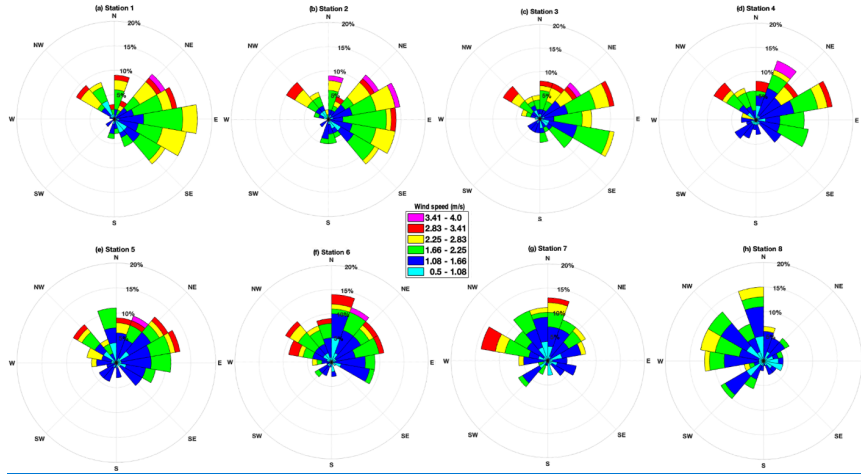 (a) Station 1
N
20%
15%
10%
5%
NW
NE
W
E
SW
SE
S
(b) Station 2
N
20%
15%
10%
5%
NW
NE
W
E
SW
SE
S
(c) Station 3
N
20%
15%
10%
5%
NW
NE
W
E
SW
SE
S
(d) Station 4
N
20%
15%
10%
NW
NE
W
E
SW
SE
S
Wind speed (m/s)
3.41 - 4.0
2.83 - 3.41
2.25 - 2.83
1.66 - 2.25
1.08 - 1.66
0.5 - 1.08
(e) Station 5
N
20%
15%
10%
NW
NE
W
E
SW
SE
S
(f) Station 6
N
20%
15%
10%
NW
NE
W
E
SW
SE
S
(g) Station 7
N
20%
15%
10%
NW
NE
W
E
SW
SE
S
(h) Station 8
N
20%
15%
10%
NW
NE
W
E
SW
SE
S